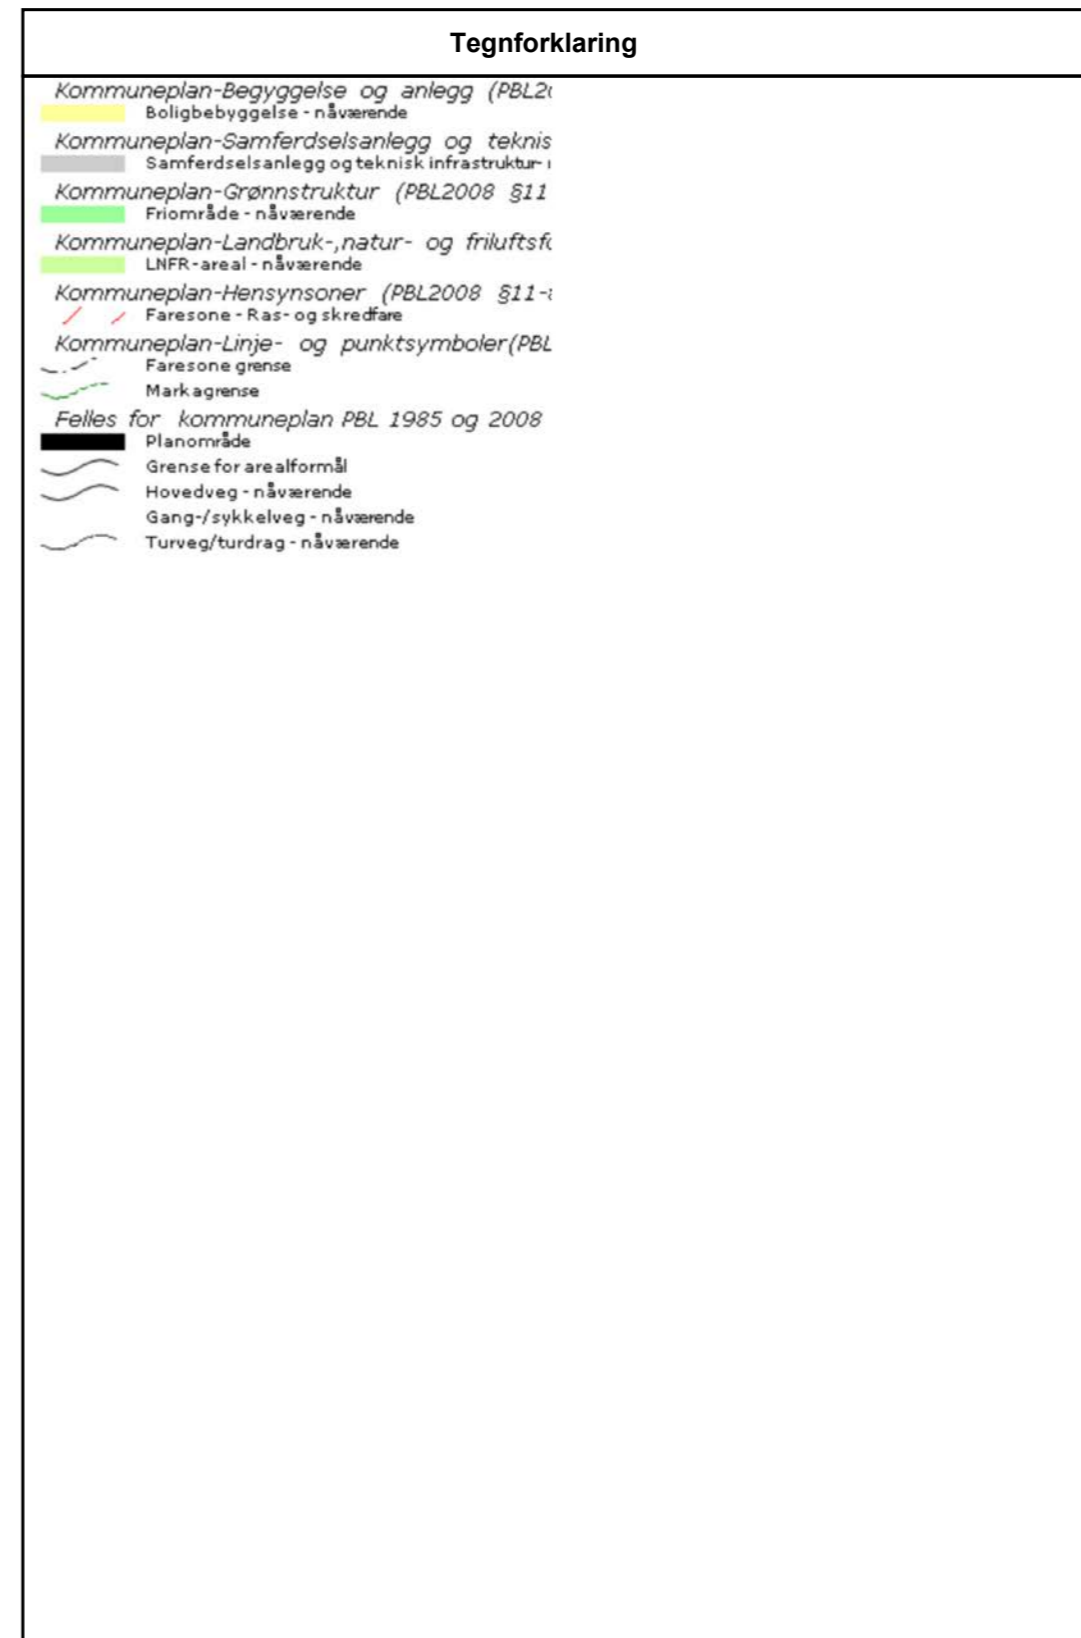 Tegnforklaring
Kommuneplan-Begyggelse og anlegg (PBL20
Boligbebyggelse - nåværende
Kommuneplan-Samferdselsanlegg og teknis
Samferdselsanlegg og teknisk infrastruktur-
Kommuneplan-Grønnstruktur (PBL2008 §11
Friområde - nåværende
Kommuneplan-Landbruk-,natur- og friluftsfo
LNFR-areal - nåværende
Kommuneplan-Hensynsoner (PBL2008 §11-
Faresone - Ras- og skredfare
Kommuneplan-Linje- og punktsymboler(PBL
Faresone grense
Markagrense
Felles for kommuneplan PBL 1985 og 2008
Planområde
Grense for arealformål
Hovedveg - nåværende
Gang-/sykkelveg - nåværende
Turveg/turdrag - nåværende